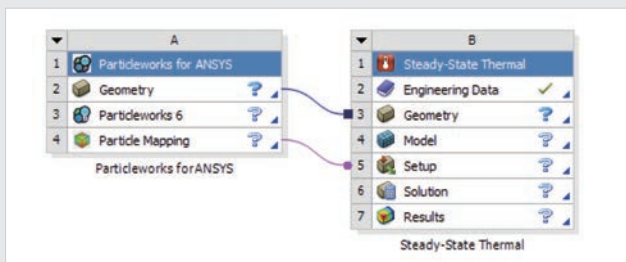 A
1 Particleworks for ANSYS
2 Geometry ?
3 Particleworks 6 ?
4 Particle Mapping ?
Particleworks for ANSYS
B
1 Steady-State Thermal
2 Engineering Data ✓
3 Geometry ?
4 Model ?
5 Setup ?
6 Solution ?
7 Results ?
Steady-State Thermal